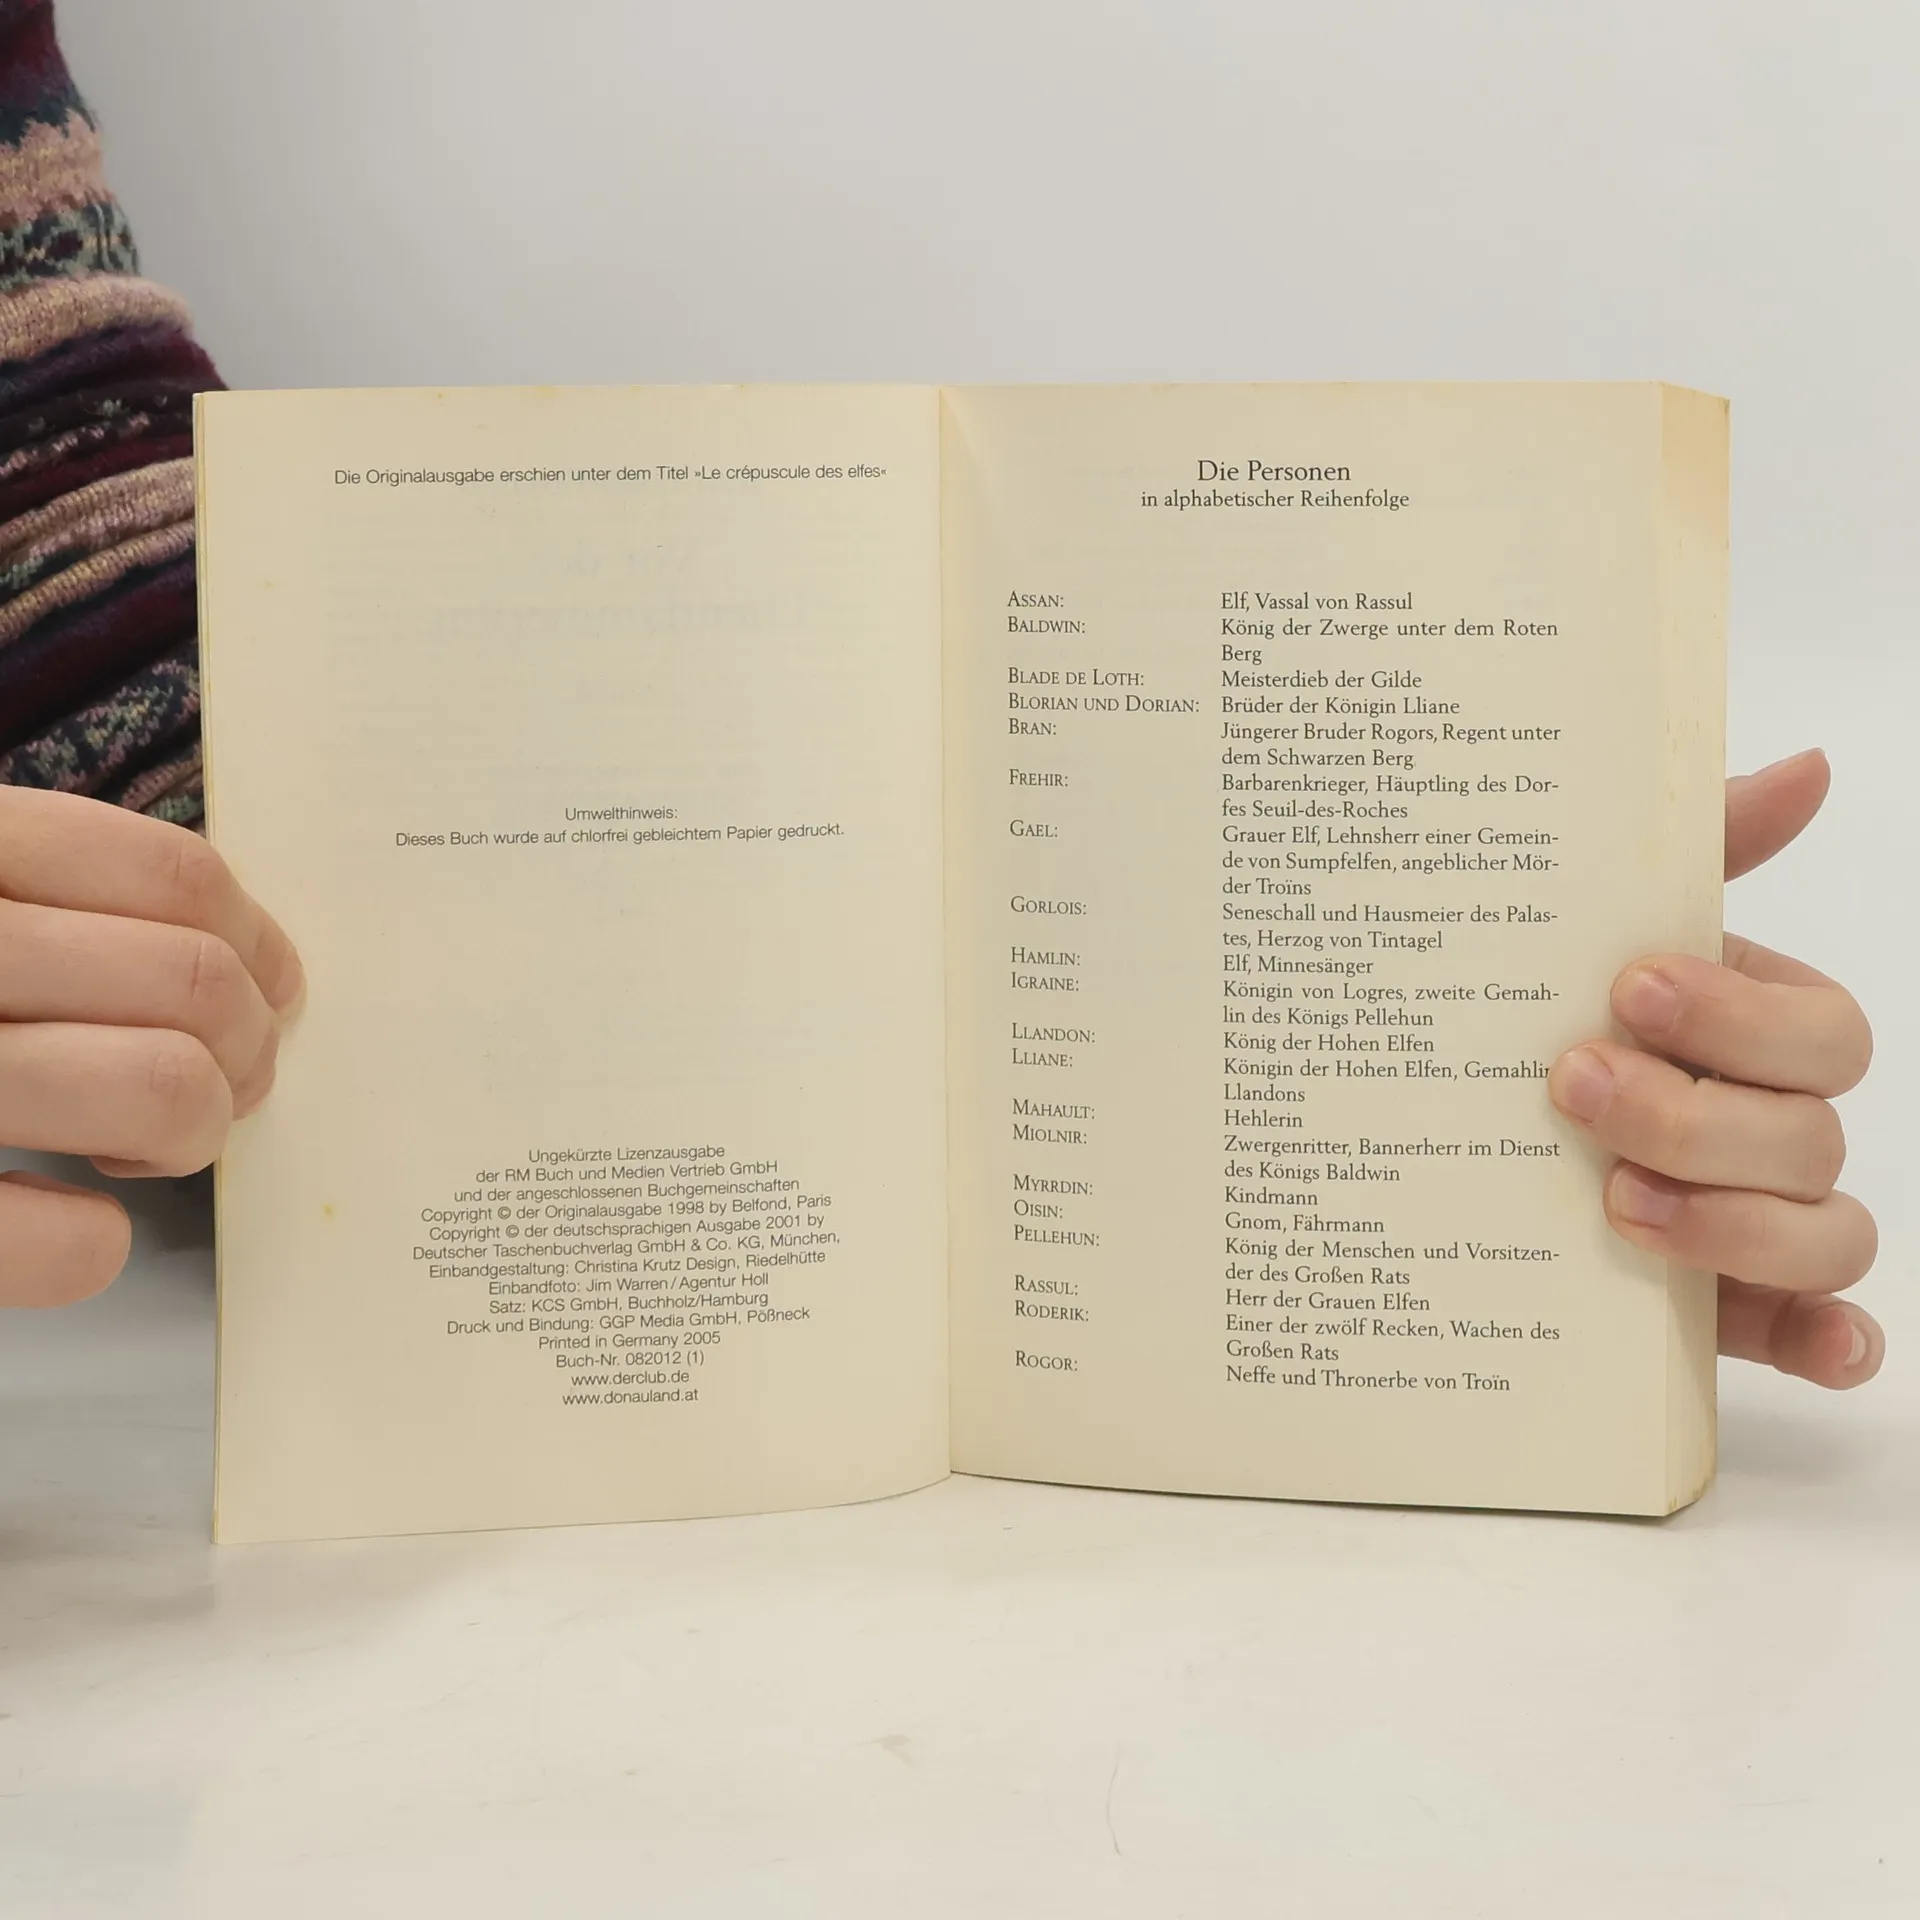 Die Originalausgabe erschien unter dem Titel »Le crépuscule des elfes«
Umwelthinweis:
Dieses Buch wurde auf chlorfrei gebleichtem Papier gedruckt.
Ungekürzte Lizenzausgabe
der RM Buch und Medien Vertrieb GmbH
und der angeschlossenen Buchgemeinschaften
Copyright © der Originalausgabe 1998 by Belfond, Paris
Copyright © der deutschsprachigen Ausgabe 2001 by
Deutscher Taschenbuchverlag GmbH & Co. KG, München,
Einbandgestaltung: Christina Krutz Design, Riedelhütte
Einbandfoto: Jim Warren / Agentur Holl
Satz: KCS GmbH, Buchholz/Hamburg
Druck und Bindung: GGP Media GmbH, Pößneck
Printed in Germany 2005
Buch-Nr. 082012 (1)
www.derclub.de
www.donauland.at
Die Personen
in alphabetischer Reihenfolge
ASSAN: Elf, Vassal von Rassul
BALDWIN: König der Zwerge unter dem Roten
Berg
BLADE DE LOTH: Meisterdieb der Gilde
BLORIAN UND DORIAN: Brüder der Königin Lliane
BRAN: Jüngerer Bruder Rogors, Regent unter
dem Schwarzen Berg
FREHIR: Barbarenkrieger, Häuptling des Dor-
fes Seuil-des-Roches
GAEL: Grauer Elf, Lehnsherr einer Gemein-
de von Sumpfelfen, angeblicher Mör-
der Troïns
GORLOIS: Seneschall und Hausmeier des Palas-
tes, Herzog von Tintagel
HAMLIN: Elf, Minnesänger
IGRAINE: Königin von Logres, zweite Gemah-
lin des Königs Pellehun
LLANDON: König der Hohen Elfen
LLIANE: Königin der Hohen Elfen, Gemahlin
Llandons
MAHAULT: Hehlerin
MIOLNIR: Zwergenritter, Bannerherr im Dienst
des Königs Baldwin
MYRRDIN: Kindmann
OISIN: Gnom, Fährmann
PELLEHUN: König der Menschen und Vorsitzen-
der des Großen Rats
RASSUL: Herr der Grauen Elfen
RODERIK: Einer der zwölf Recken, Wachen des
Großen Rats
ROGOR: Neffe und Thronerbe von Troïn